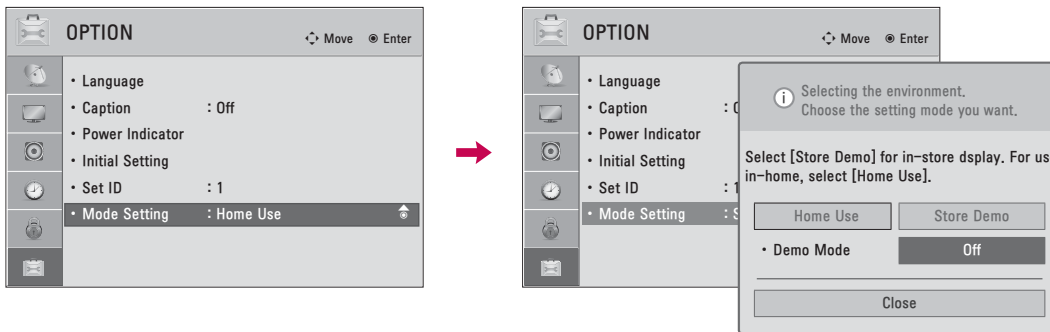 OPTION
Move Enter
• Language
• Caption : Off
• Power Indicator
• Initial Setting
• Set ID : 1
• Mode Setting : Home Use
OPTION
Move Enter
• Language
• Caption :
• Power Indicator
• Initial Setting
• Set ID : 1
• Mode Setting : S
i
Selecting the environment.
Choose the setting mode you want.
Select [Store Demo] for in-store dsplay. For us
in-home, select [Home Use].
Home Use Store Demo
• Demo Mode Off
Close